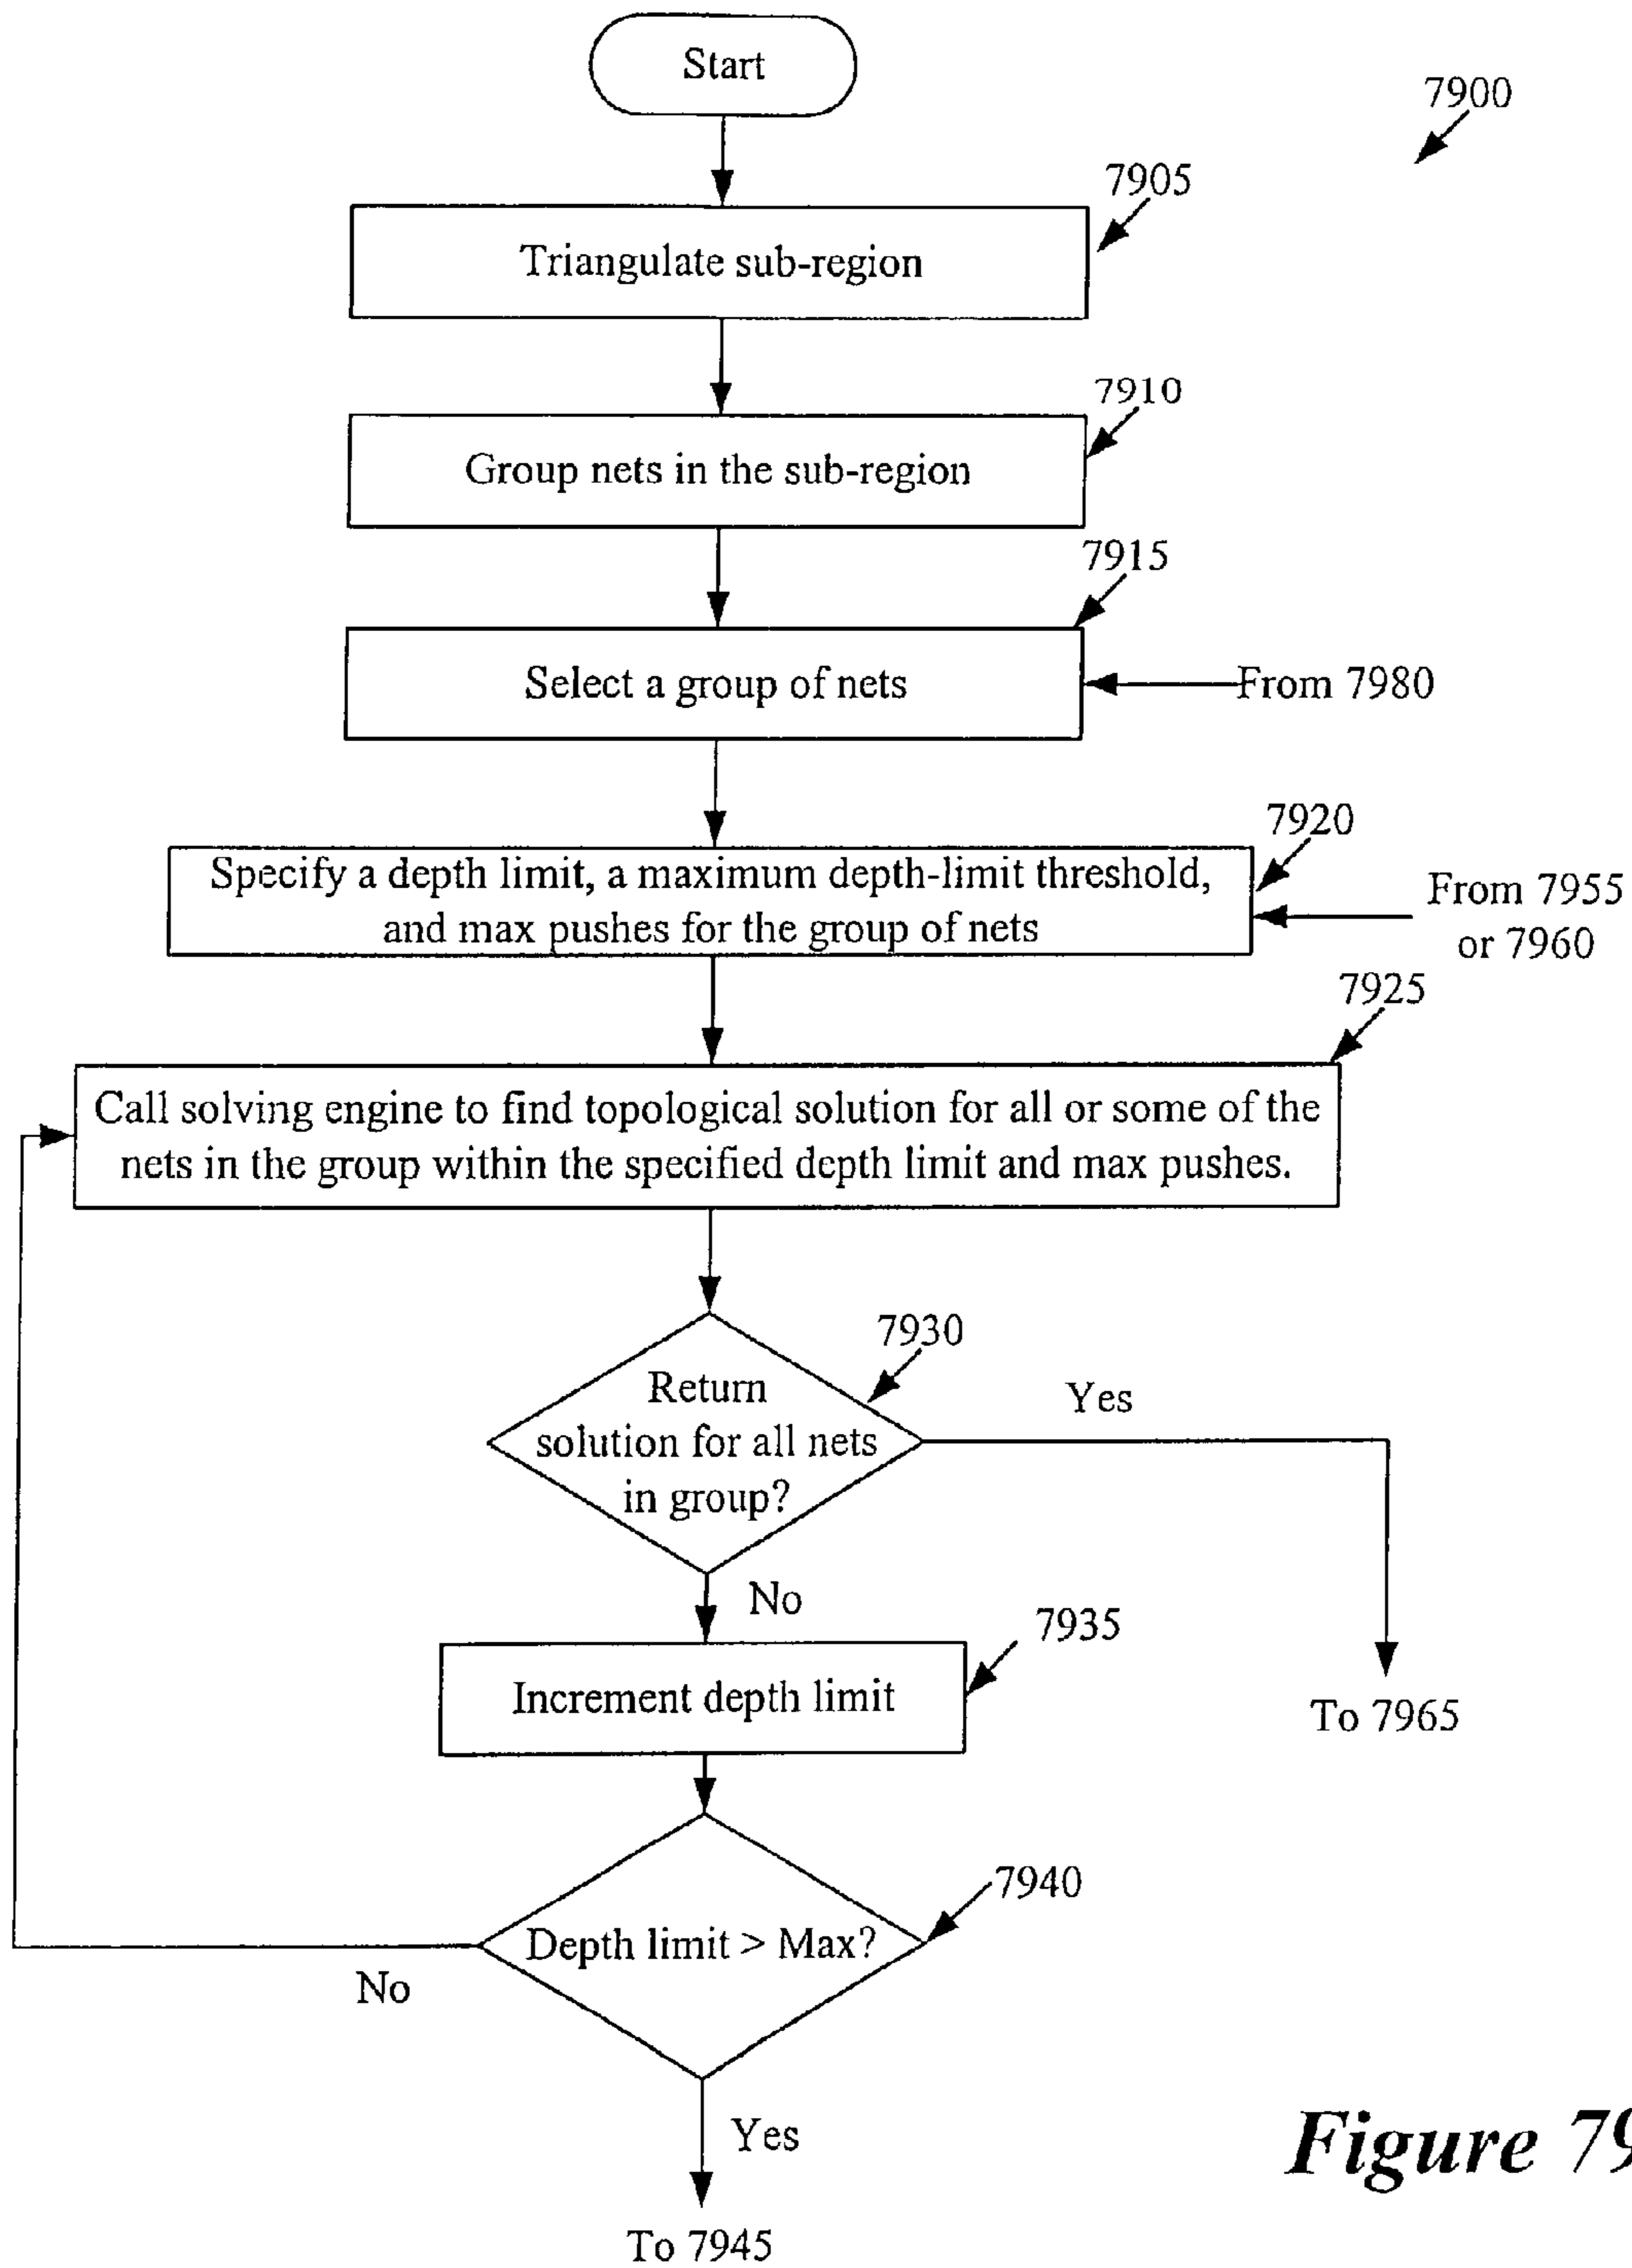 Start
7900
7905
Triangulate sub-region
7910
Group nets in the sub-region
7915
Select a group of nets
From 7980
7920
Specify a depth limit, a maximum depth-limit threshold,
and max pushes for the group of nets
From 7955
or 7960
7925
Call solving engine to find topological solution for all or some of the
nets in the group within the specified depth limit and max pushes.
7930
Return
solution for all nets
in group?
Yes
No
7935
Increment depth limit
To 7965
7940
Depth limit > Max?
No
Yes
Figure 79
To 7945